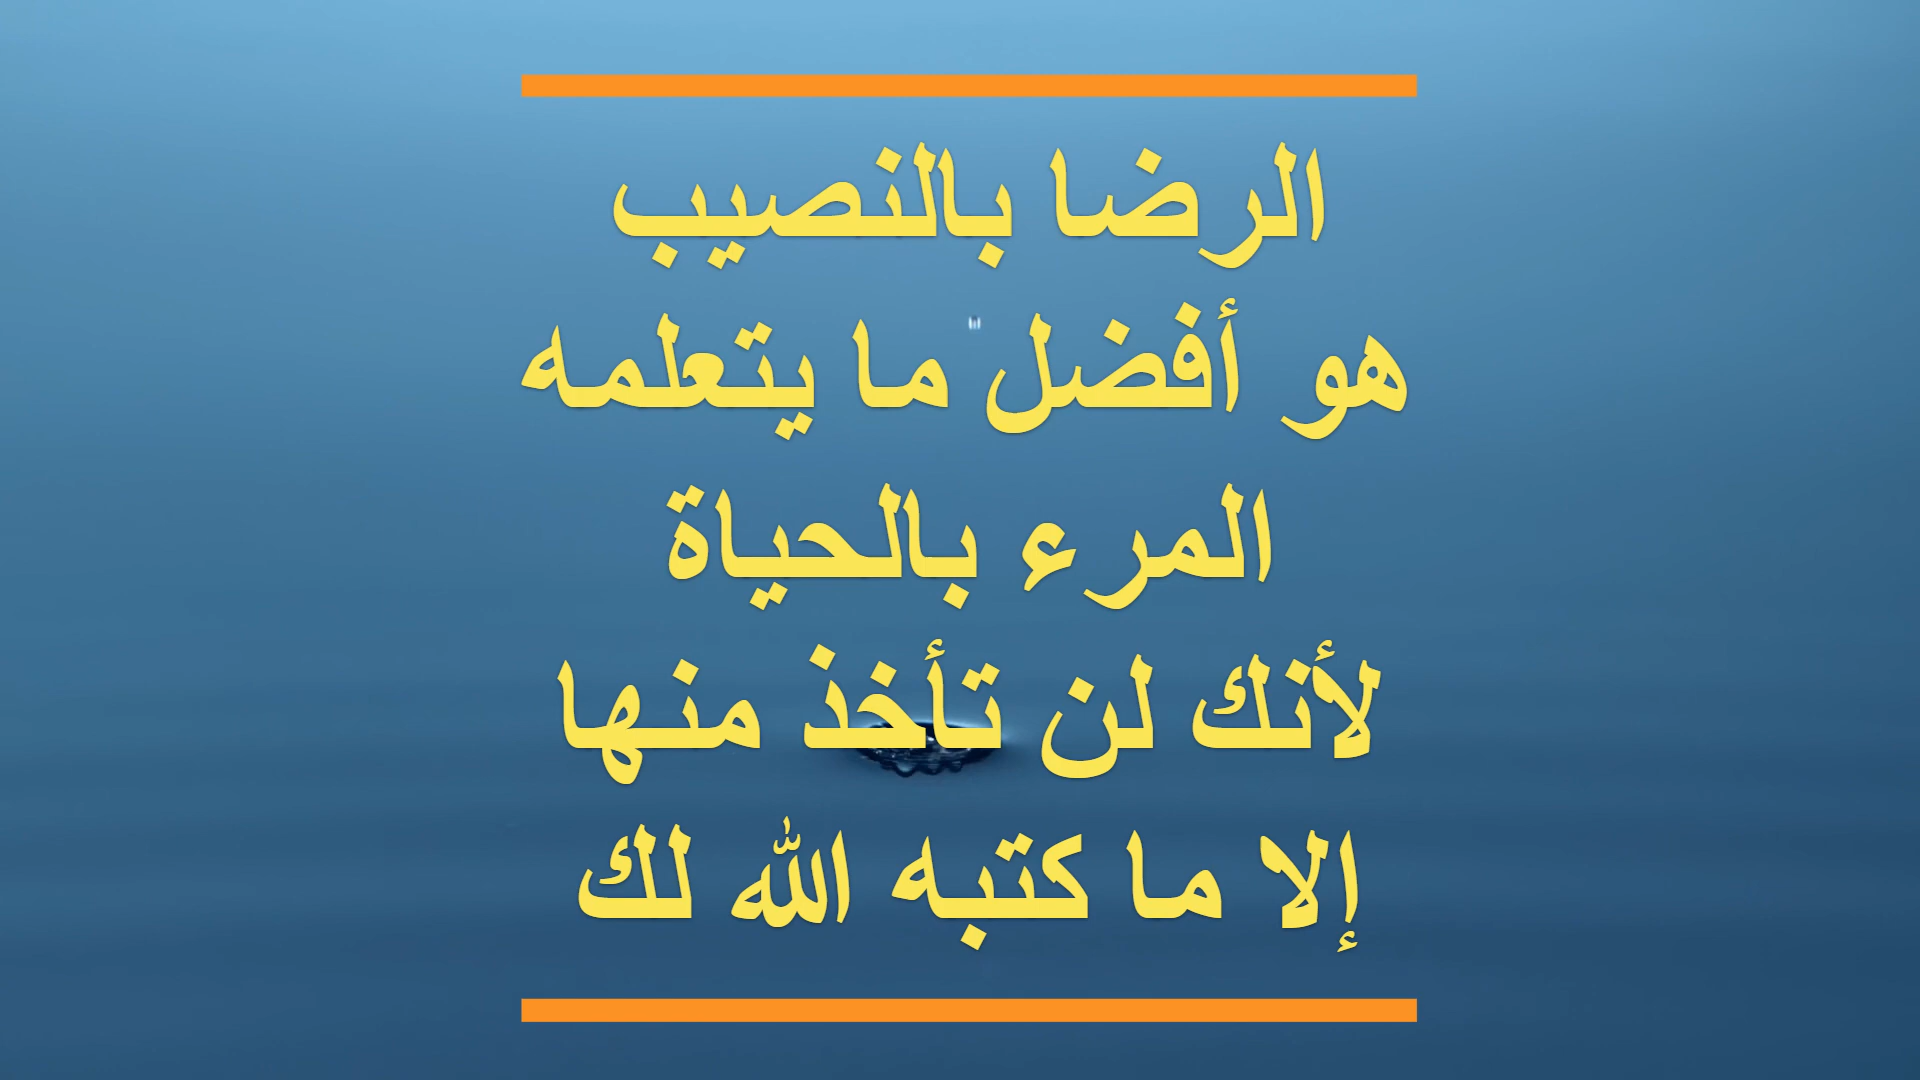 الرضا بالنصيب
هو أفضل ما يتعلمه
المرء بالحياة
لأنك لن تأخذ منها
إلا ما كتبه الله لك